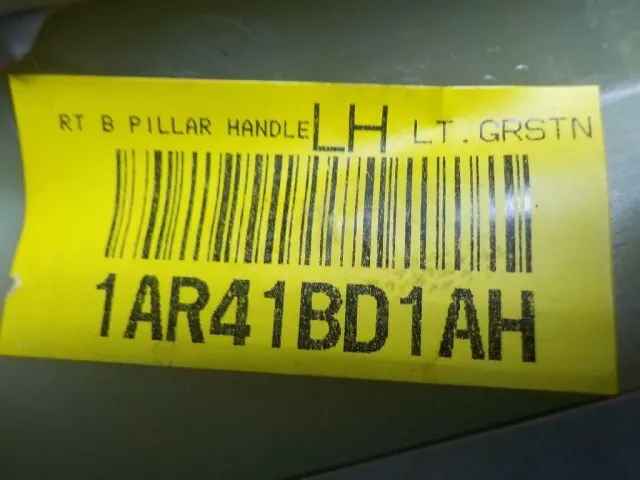 RT B PILLAR HANDLE LH LT.GRSTN
1AR41BD1AH